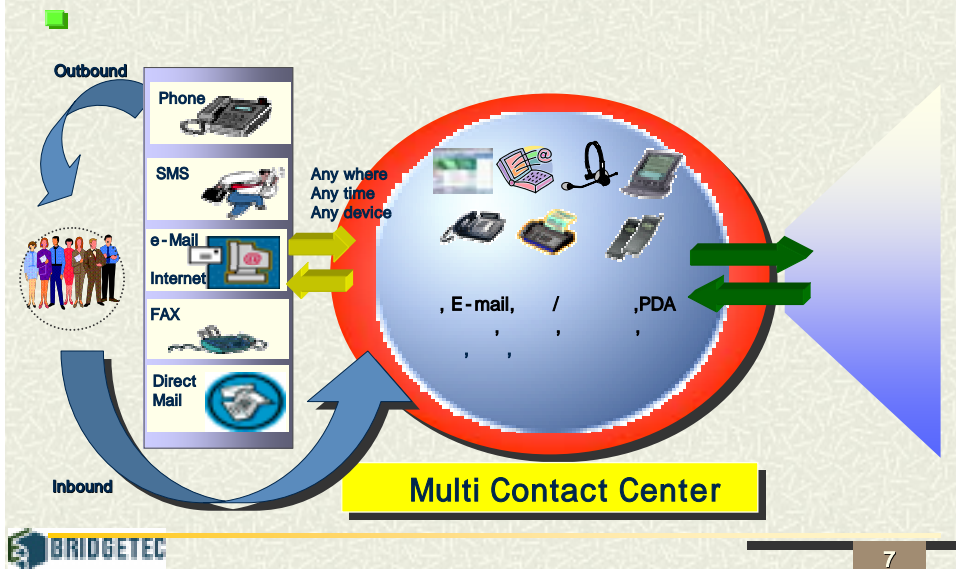 Outbound
Phone
SMS
Any where
Any time
Any device
e-Mail
Internet
FAX
Direct
Mail
, E-mail, / ,PDA
, , ,
, ,
Inbound
Multi Contact Center
BRIDGETEC
7